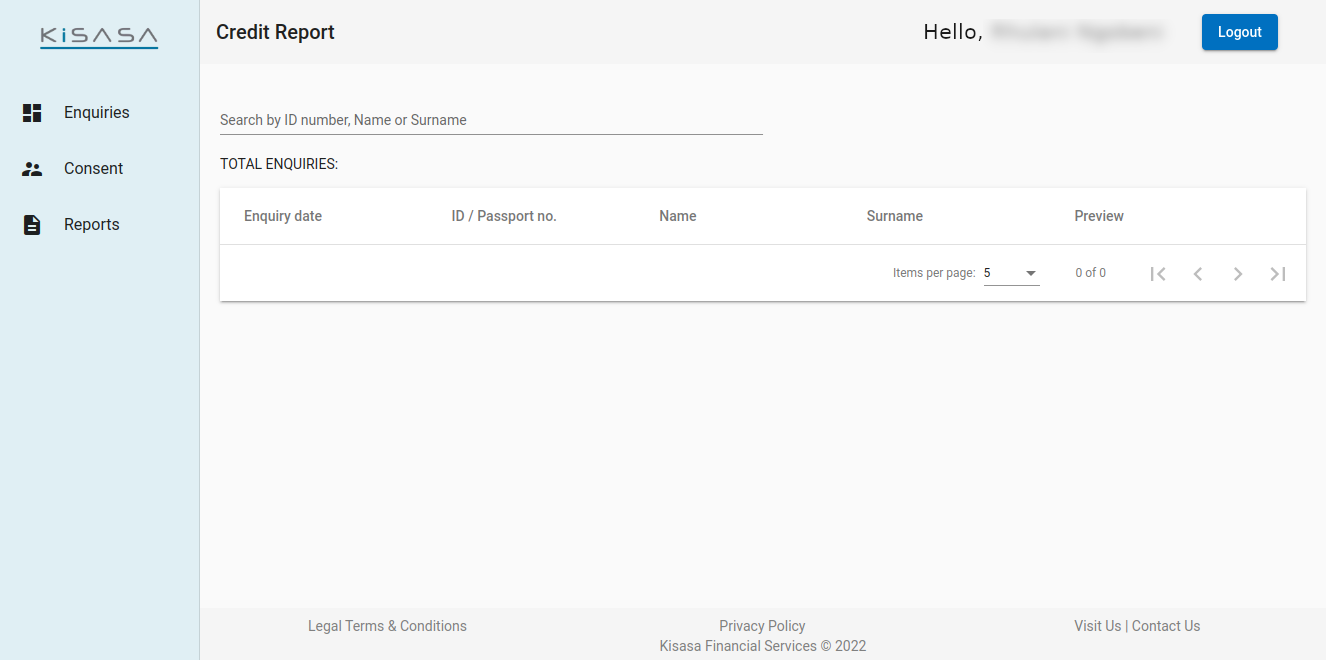 KiSASA
Credit Report
Hello,
Logout
Enquiries
Consent
Reports
Search by ID number, Name or Surname
TOTAL ENQUIRIES:
Enquiry date ID / Passport no. Name Surname Preview
Items per page: 5 0 of 0
Legal Terms & Conditions Privacy Policy Visit Us | Contact Us
Kisasa Financial Services © 2022